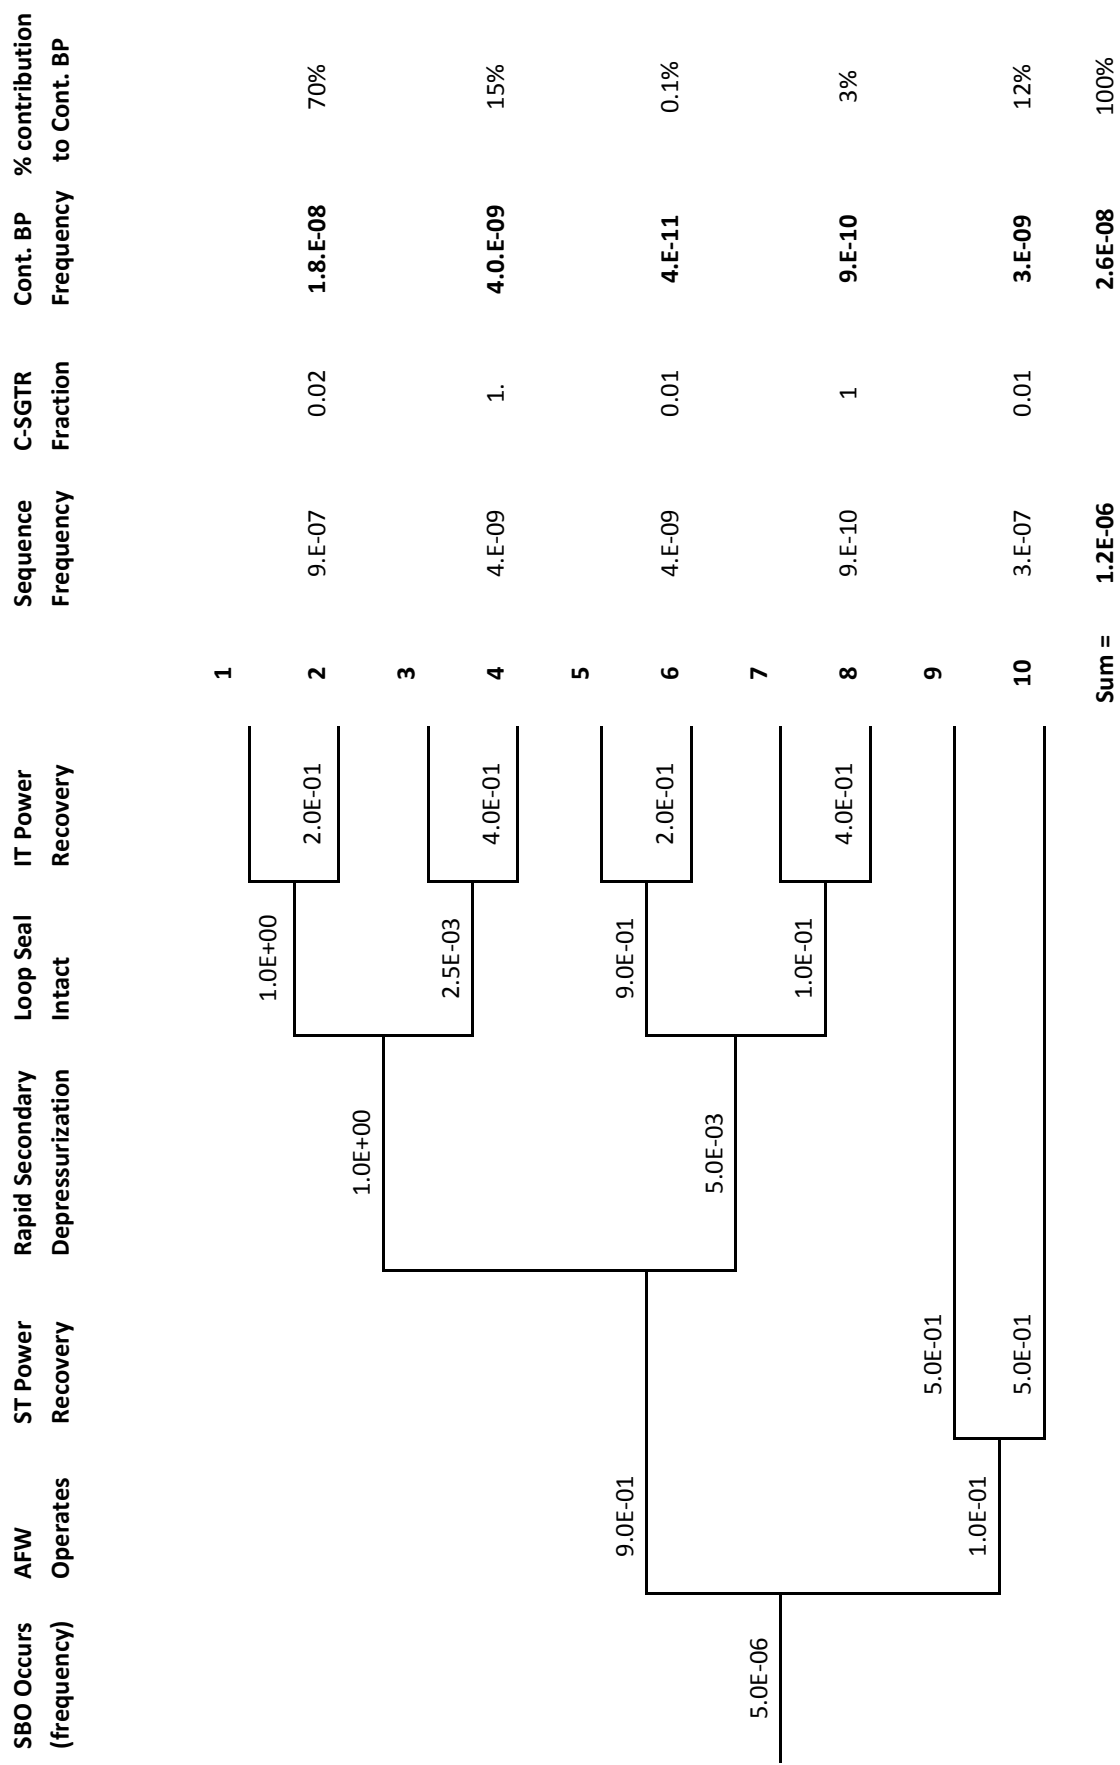 SBO Occurs AFW ST Power Rapid Secondary Loop Seal IT Power Sequence C-SGTR Cont. BP % contribution
(frequency) Operates Recovery Depressurization Intact Recovery Frequency Fraction Frequency to Cont. BP
1
1.0E+00
2.0E-01 2 9.E-07 0.02 1.8.E-08 70%
1.0E+00
3
2.5E-03
4.0E-01 4 4.E-09 1. 4.0.E-09 15%
5
9.0E-01 9.0E-01
2.0E-01 6 4.E-09 0.01 4.E-11 0.1%
5.0E-03
5.0E-06 7
1.0E-01
4.0E-01 8 9.E-10 1 9.E-10 3%
5.0E-01 9
1.0E-01
5.0E-01 10 3.E-07 0.01 3.E-09 12%
Sum = 1.2E-06 2.6E-08 100%